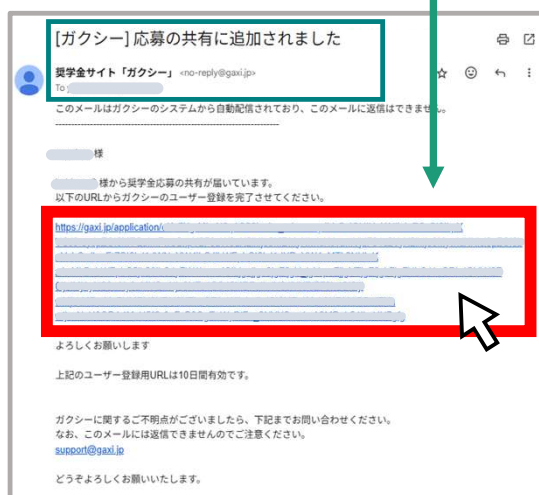 [ガクシー] 応募の共有に追加されました
奨学金サイト「ガクシー」 <no-reply@gaxi.jp>
To
このメールはガクシーのシステムから自動配信されており、このメールに返信はできません。
------------------------------------------------------------------------
様
様から奨学金応募の共有が届いています。
以下のURLからガクシーのユーザー登録を完了させてください。
https://gaxi.jp/application/
よろしくお願いします
上記のユーザー登録用URLは10日間有効です。
ガクシーに関するご不明点がございましたら、下記までお問い合わせください。
なお、このメールには返信できませんのでご注意ください。
support@gaxi.jp
どうぞよろしくお願いいたします。